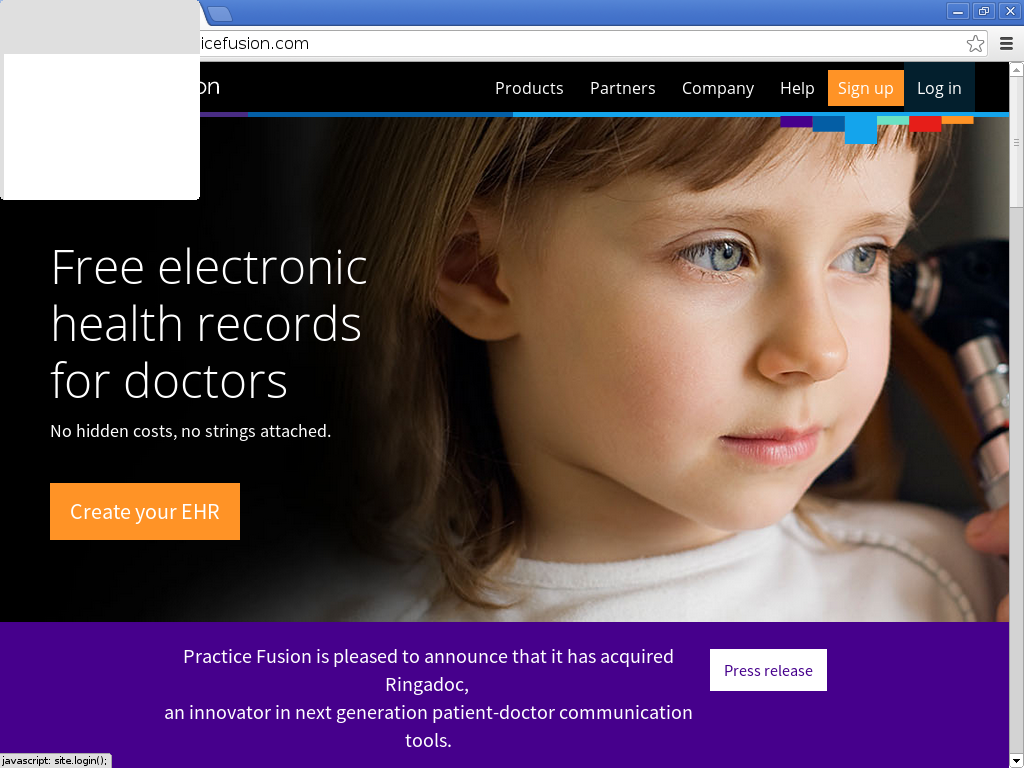 icefusion.com
on
Products Partners Company Help Sign up Log in
Free electronic
health records
for doctors
No hidden costs, no strings attached.
Create your EHR
Practice Fusion is pleased to announce that it has acquired
Ringadoc,
an innovator in next generation patient-doctor communication
tools.
Press release
javascript: site.login();